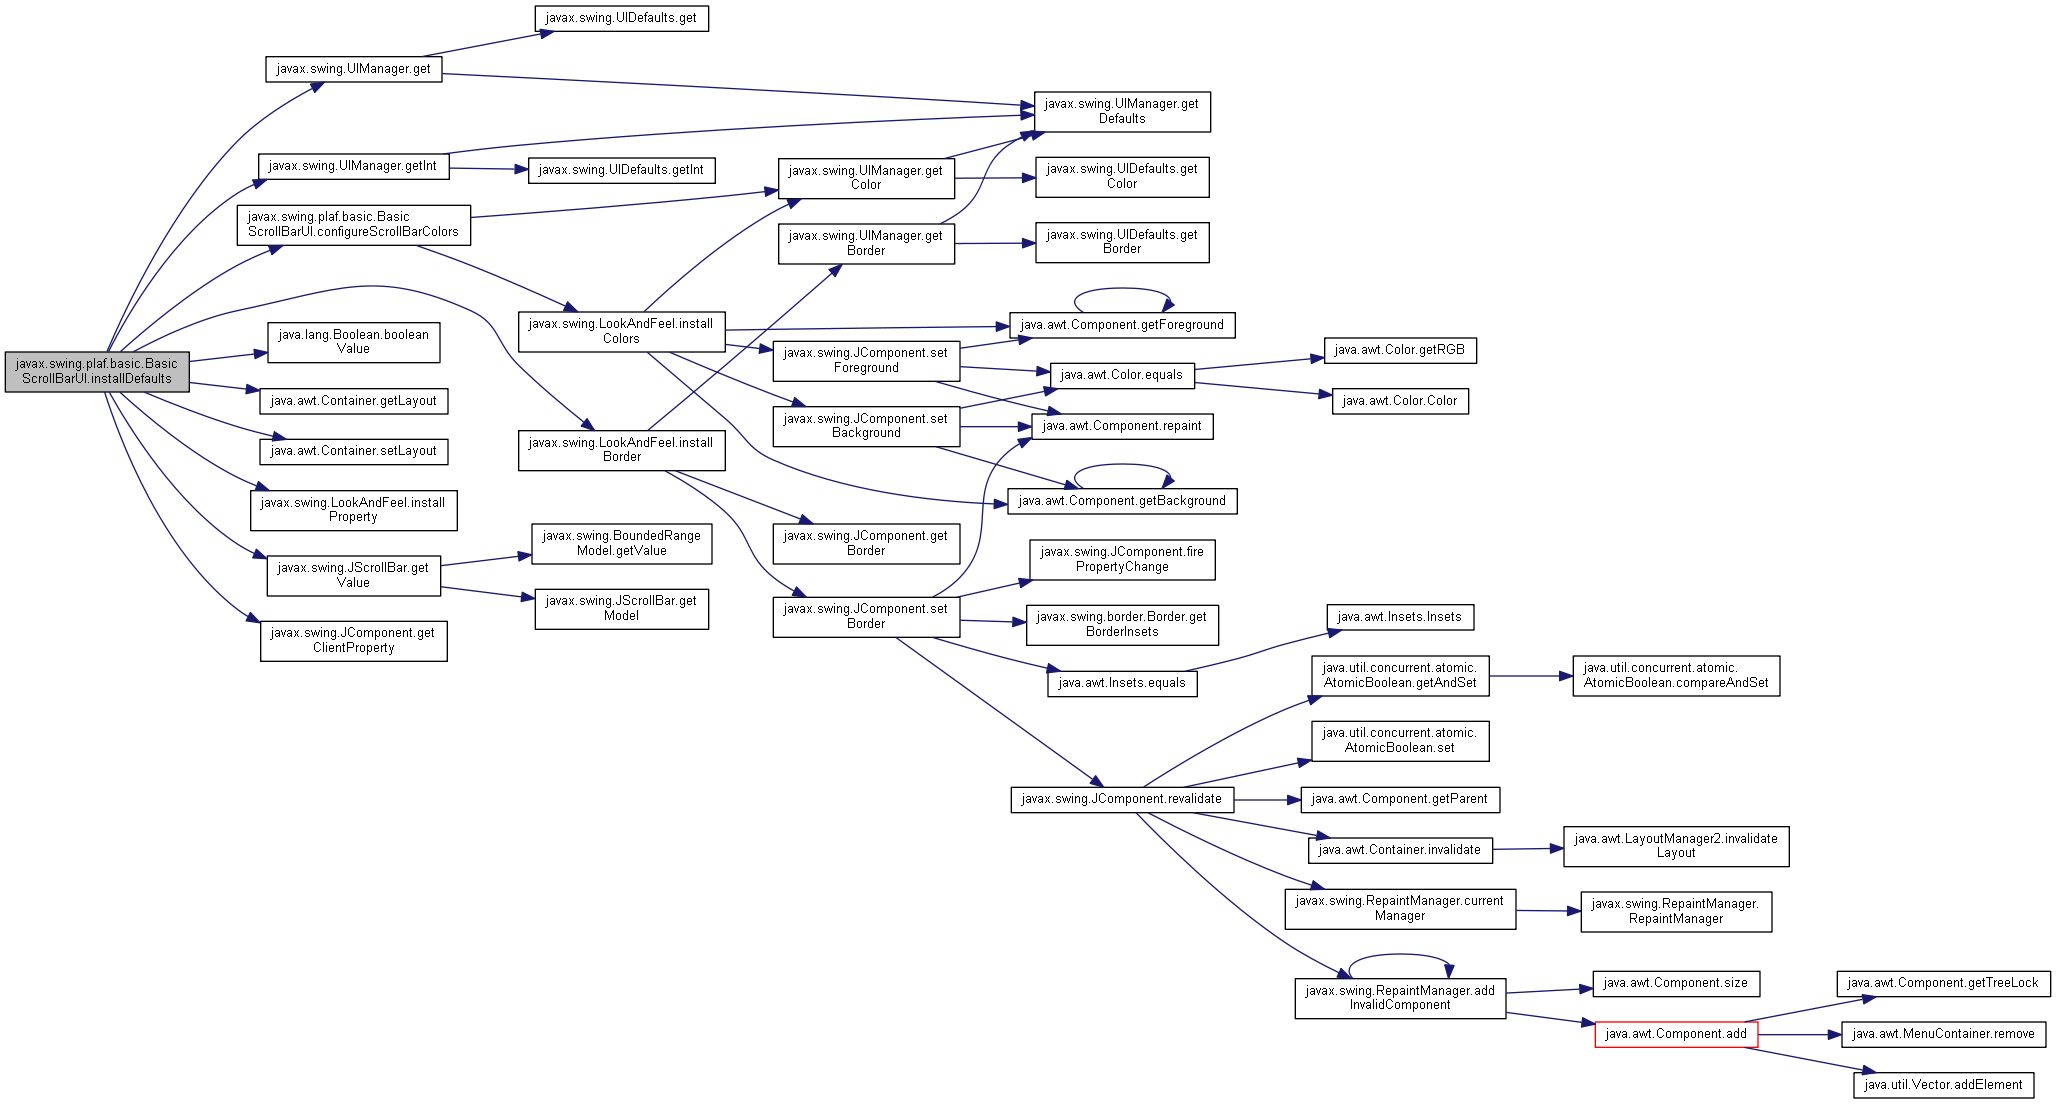 javax.swing.plaf.basic.Basic
ScrollBarUI.installDefaults
javax.swing.UIManager.get
javax.swing.UIDefaults.get
javax.swing.UIManager.get
Defaults
javax.swing.UIManager.getInt
javax.swing.UIDefaults.getInt
javax.swing.plaf.basic.Basic
ScrollBarUI.configureScrollBarColors
javax.swing.UIManager.get
Color
javax.swing.UIDefaults.get
Color
javax.swing.UIManager.get
Border
javax.swing.UIDefaults.get
Border
javax.swing.LookAndFeel.install
Colors
java.awt.Component.getForeground
javax.swing.JComponent.set
Foreground
java.awt.Color.equals
java.awt.Color.getRGB
java.awt.Color.Color
javax.swing.JComponent.set
Background
java.awt.Component.repaint
java.awt.Component.getBackground
java.lang.Boolean.boolean
Value
java.awt.Container.getLayout
java.awt.Container.setLayout
javax.swing.LookAndFeel.install
Border
javax.swing.LookAndFeel.install
Property
javax.swing.JScrollBar.get
Value
javax.swing.BoundedRange
Model.getValue
javax.swing.JScrollBar.get
Model
javax.swing.JComponent.get
ClientProperty
javax.swing.JComponent.get
Border
javax.swing.JComponent.set
Border
javax.swing.JComponent.fire
PropertyChange
javax.swing.border.Border.get
BorderInsets
java.awt.Insets.equals
java.awt.Insets.Insets
javax.swing.JComponent.revalidate
java.util.concurrent.atomic.
AtomicBoolean.getAndSet
java.util.concurrent.atomic.
AtomicBoolean.compareAndSet
java.util.concurrent.atomic.
AtomicBoolean.set
java.awt.Component.getParent
java.awt.Container.invalidate
java.awt.LayoutManager2.invalidate
Layout
javax.swing.RepaintManager.current
Manager
javax.swing.RepaintManager.
RepaintManager
javax.swing.RepaintManager.add
InvalidComponent
java.awt.Component.size
java.awt.Component.add
java.awt.Component.getTreeLock
java.awt.MenuContainer.remove
java.util.Vector.addElement